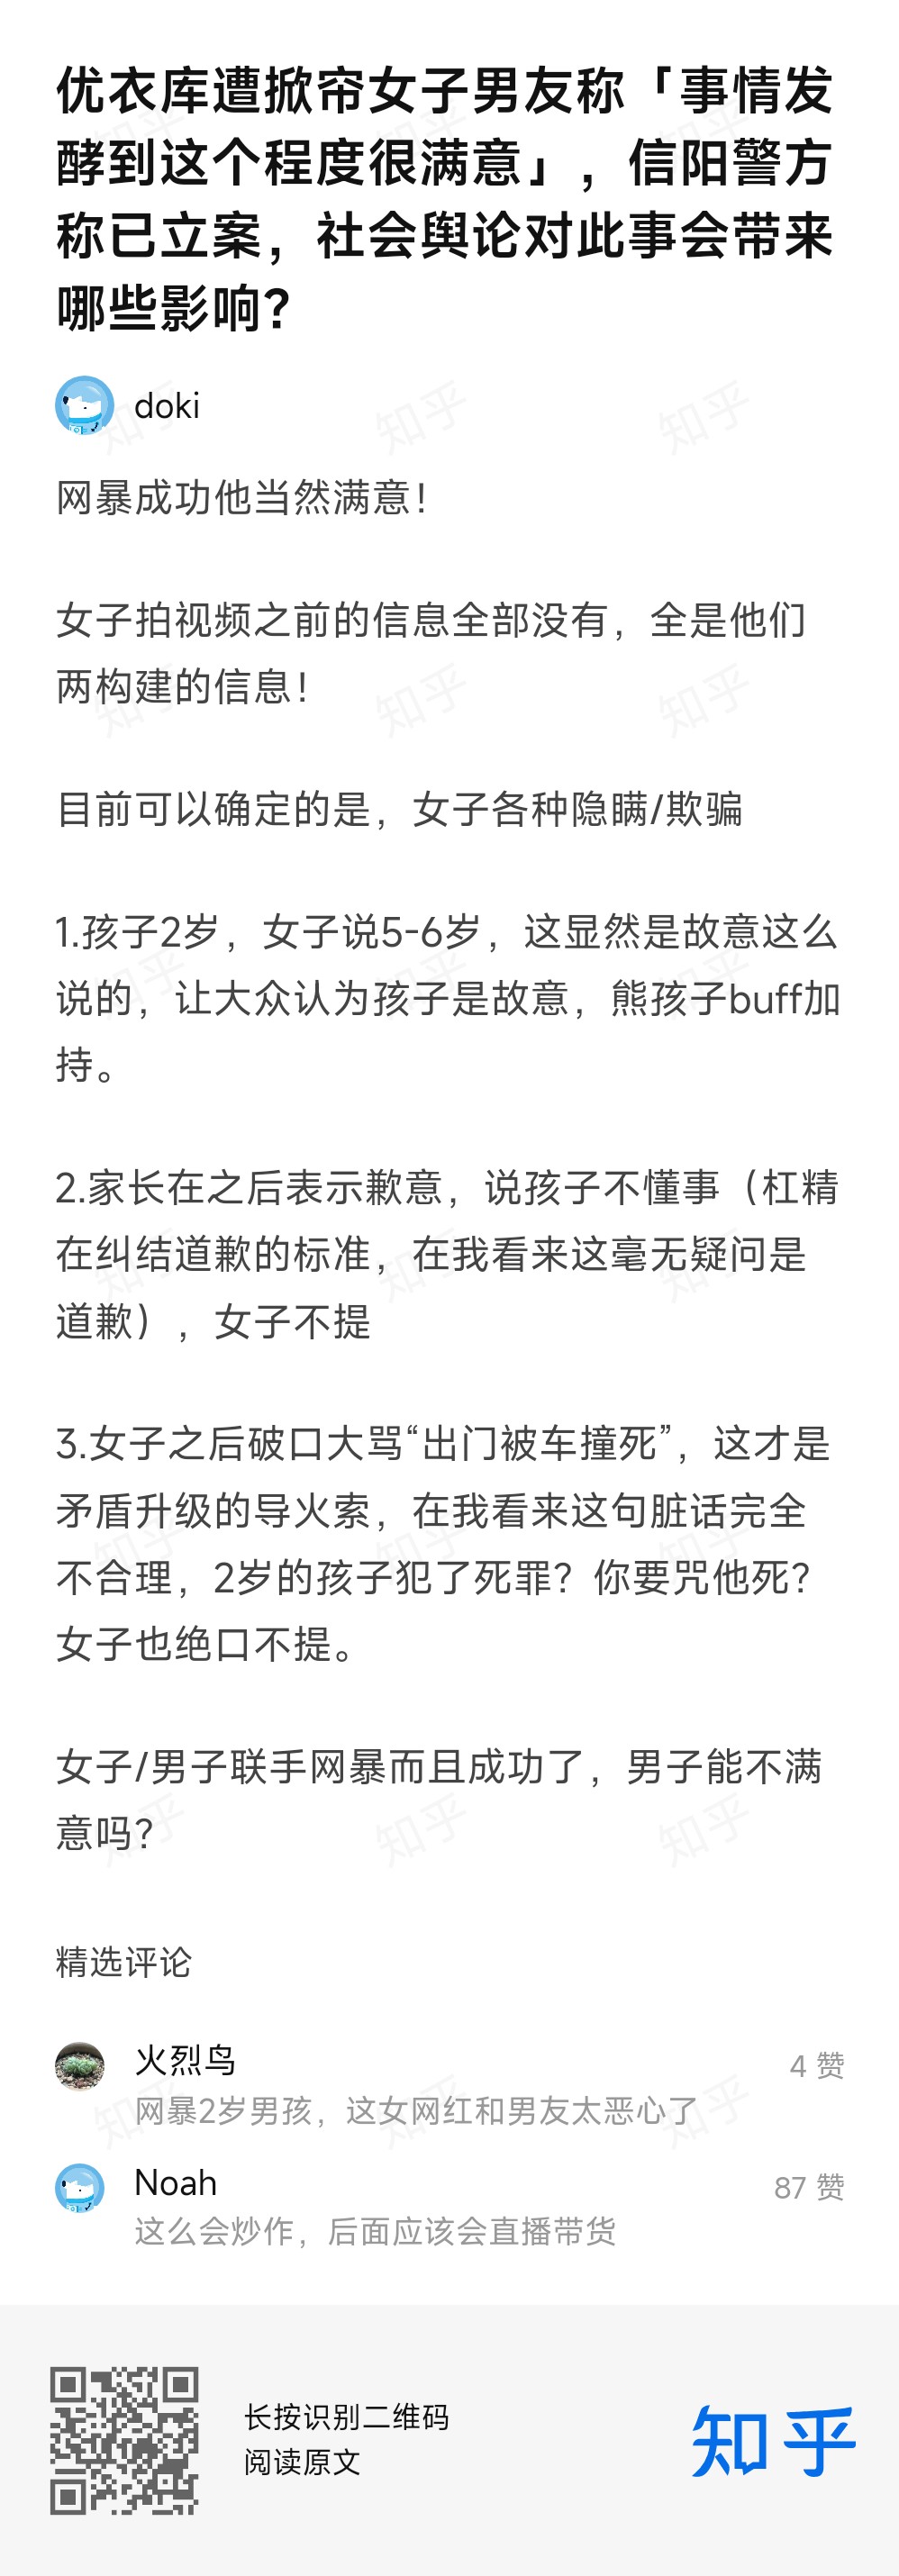 优衣库遭掀帘女子男友称「事情发
酵到这个程度很满意」，信阳警方
称已立案，社会舆论对此事会带来
哪些影响？
doki
网暴成功他当然满意！
女子拍视频之前的信息全部没有，全是他们
两构建的信息！
目前可以确定的是，女子各种隐瞒/欺骗
1.孩子2岁，女子说5-6岁，这显然是故意这么
说的，让大众认为孩子是故意，熊孩子buff加
持。
2.家长在之后表示歉意，说孩子不懂事（杠精
在纠结道歉的标准，在我看来这毫无疑问是
道歉），女子不提
3.女子之后破口大骂“出门被车撞死”，这才是
矛盾升级的导火索，在我看来这句脏话完全
不合理，2岁的孩子犯了死罪？你要咒他死？
女子也绝口不提。
女子/男子联手网暴而且成功了，男子能不满
意吗？
精选评论
火烈鸟
4 赞
网暴2岁男孩，这女网红和男友太恶心了
Noah
87 赞
这么会炒作，后面应该会直播带货
长按识别二维码
阅读原文
知乎